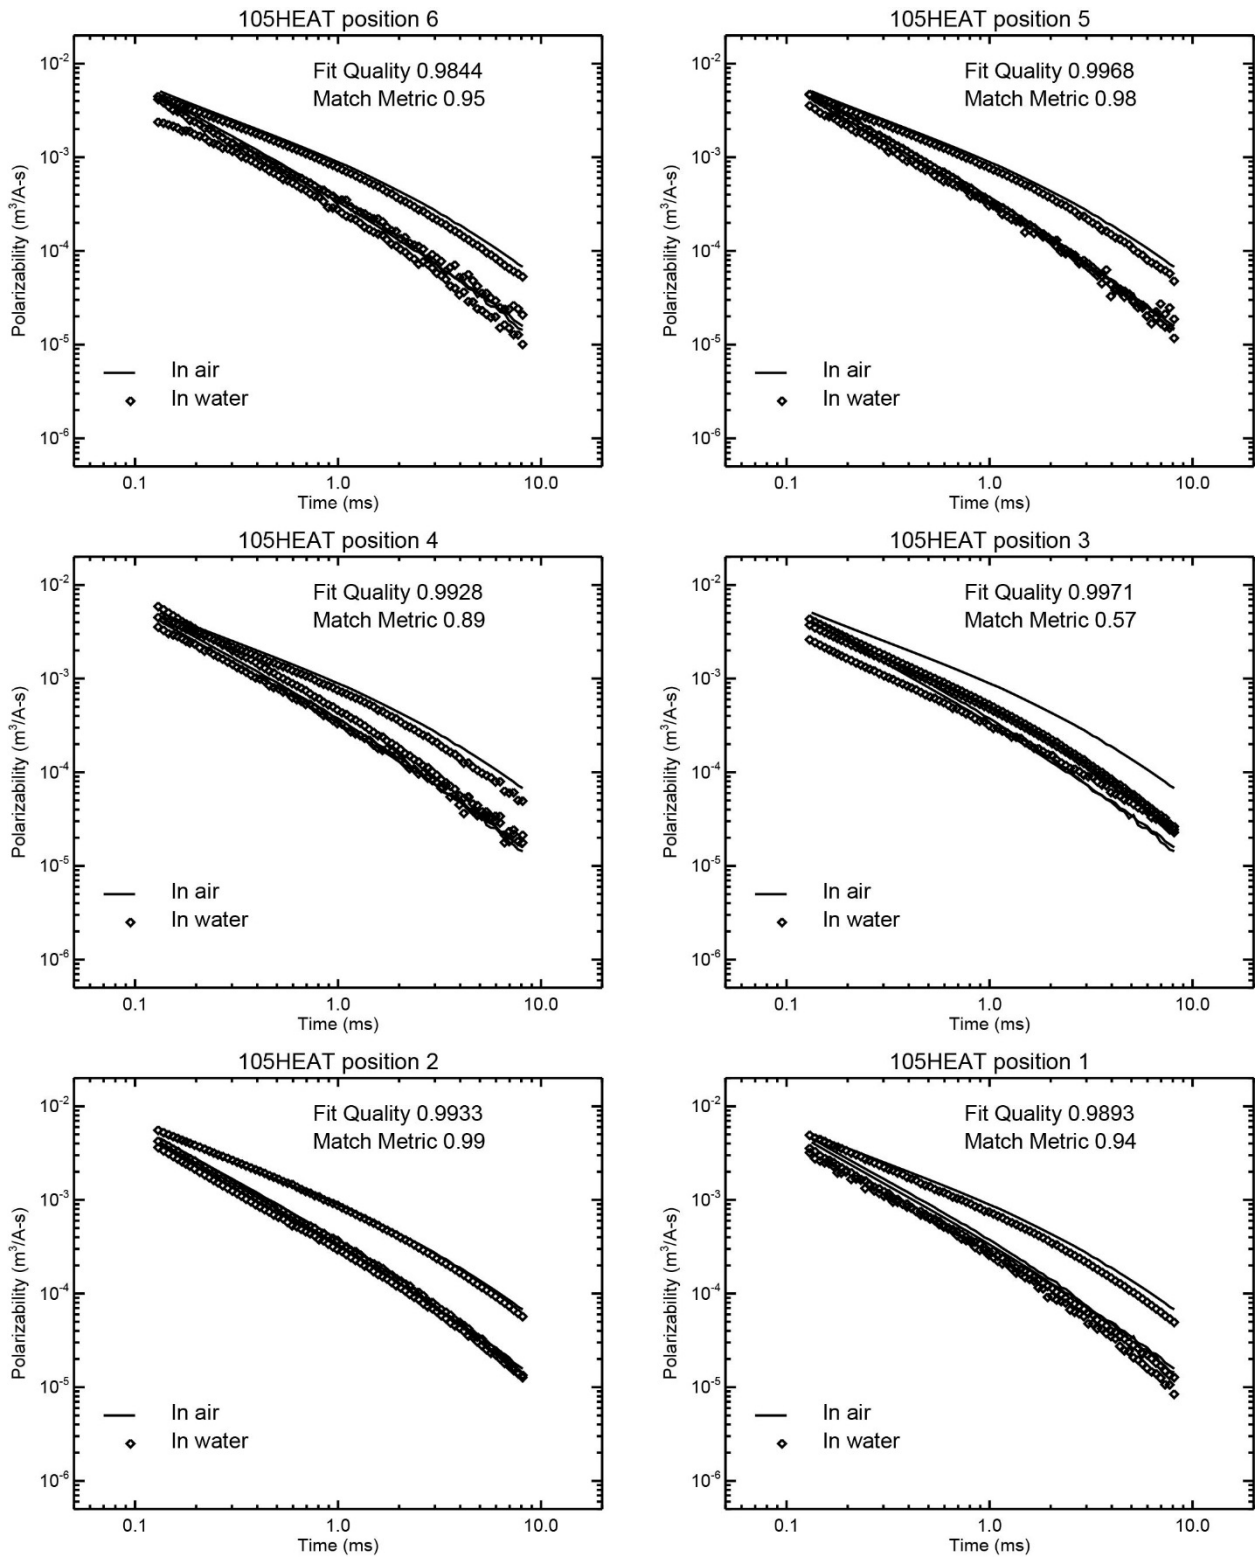 105HEAT position 6
Fit Quality 0.9844
Match Metric 0.95
10⁻²
10⁻³
10⁻⁴
10⁻⁵
10⁻⁶
Polarizability (m³/A-s)
In air
In water
0.1 1.0 10.0
Time (ms)
105HEAT position 5
Fit Quality 0.9968
Match Metric 0.98
10⁻²
10⁻³
10⁻⁴
10⁻⁵
10⁻⁶
Polarizability (m³/A-s)
In air
In water
0.1 1.0 10.0
Time (ms)
105HEAT position 4
Fit Quality 0.9928
Match Metric 0.89
10⁻²
10⁻³
10⁻⁴
10⁻⁵
10⁻⁶
Polarizability (m³/A-s)
In air
In water
0.1 1.0 10.0
Time (ms)
105HEAT position 3
Fit Quality 0.9971
Match Metric 0.57
10⁻²
10⁻³
10⁻⁴
10⁻⁵
10⁻⁶
Polarizability (m³/A-s)
In air
In water
0.1 1.0 10.0
Time (ms)
105HEAT position 2
Fit Quality 0.9933
Match Metric 0.99
10⁻²
10⁻³
10⁻⁴
10⁻⁵
10⁻⁶
Polarizability (m³/A-s)
In air
In water
0.1 1.0 10.0
Time (ms)
105HEAT position 1
Fit Quality 0.9893
Match Metric 0.94
10⁻²
10⁻³
10⁻⁴
10⁻⁵
10⁻⁶
Polarizability (m³/A-s)
In air
In water
0.1 1.0 10.0
Time (ms)